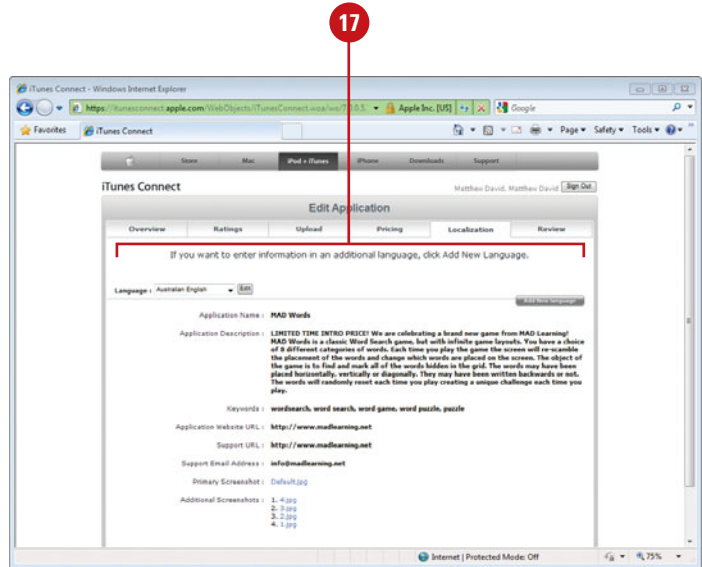 17
iTunes Connect - Windows Internet Explorer
https://itunesconnect.apple.com/WebObjects/iTunesConnect.woa/wo/7.0.0.5. Apple Inc. [US] Google
Favorites iTunes Connect Page Safety Tools
Store Mac iPod + iTunes iPhone Downloads Support
iTunes Connect Matthew David, Matthew David Sign Out
Edit Application
Overview Ratings Upload Pricing Localization Review
If you want to enter information in an additional language, click Add New Language.
Language : Australian English Edit
Add New Language
Application Name : MAD Words
Application Description : LIMITED TIME INTRO PRICE! We are celebrating a brand new game from MAD Learning!
MAD Words is a classic Word Search game, but with infinite game layouts. You have a choice
of 8 different categories of words. Each time you play the game the screen will re-scamble
the placement of the words and change which words are placed on the screen. The object of
the game is to find and mark all of the words hidden in the grid. The words may have been
placed horizontally, vertically or diagonally. They may have been written backwards or not.
The words will randomly reset each time you play creating a unique challenge each time you
play.
Keywords : wordsearch, word search, word game, word puzzle, puzzle
Application Website URL : http://www.madlearning.net
Support URL : http://www.madlearning.net
Support Email Address : info@madlearning.net
Primary Screenshot : Default.jpg
Additional Screenshots : 1. 4.jpg
2. 3.jpg
3. 2.jpg
4. 1.jpg
Internet | Protected Mode: Off 75%